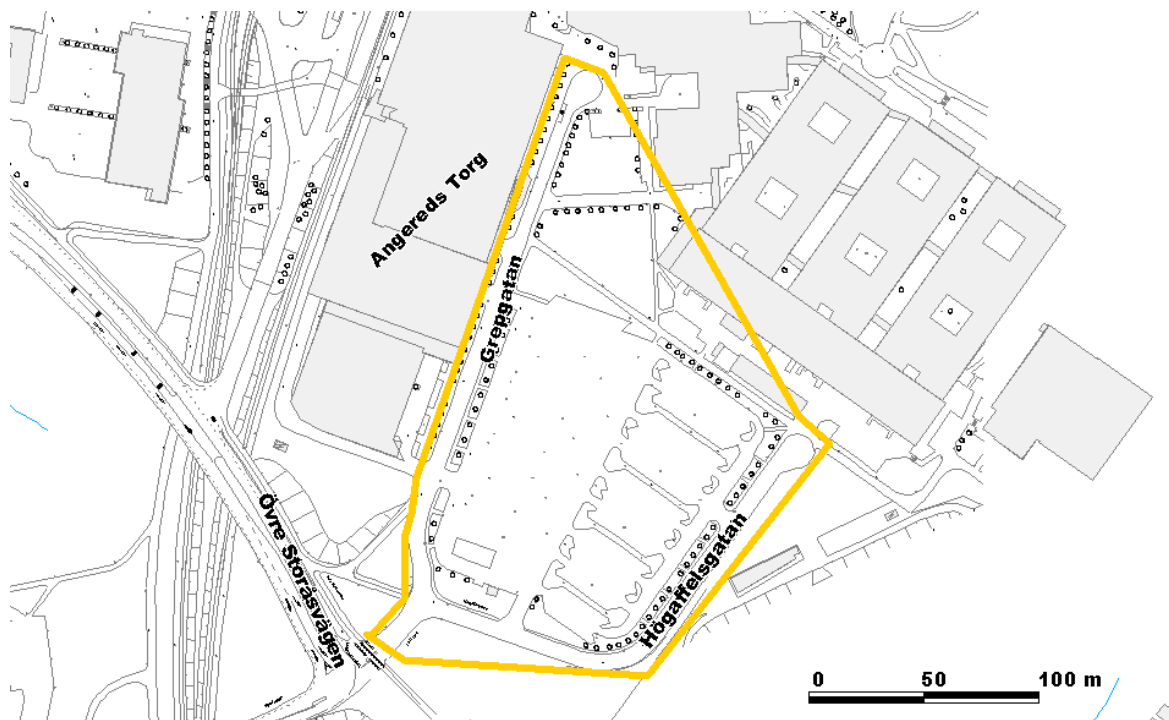 Angereds Torg
Grepgatan
Övre Storåsvägen
Högaffelsgatan
0 50 100 m